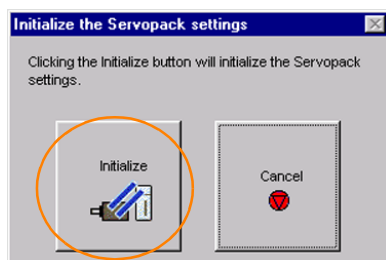 Initialize the Servopack settings
Clicking the Initialize button will initialize the Servopack
settings.
Initialize
Cancel